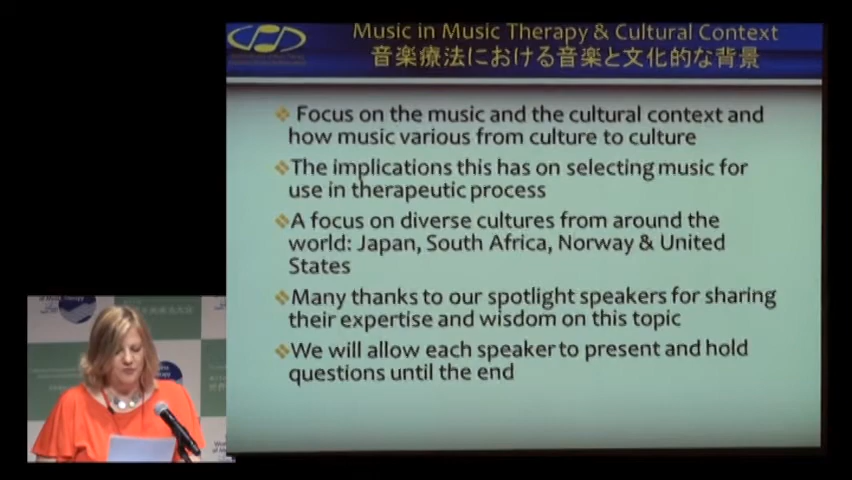 Music in Music Therapy & Cultural Context
音楽療法における音楽と文化的な背景
Focus on the music and the cultural context and
how music various from culture to culture
The implications this has on selecting music for
use in therapeutic process
A focus on diverse cultures from around the
world: Japan, South Africa, Norway & United
States
Many thanks to our spotlight speakers for sharing
their expertise and wisdom on this topic
We will allow each speaker to present and hold
questions until the end
of Music Therapy